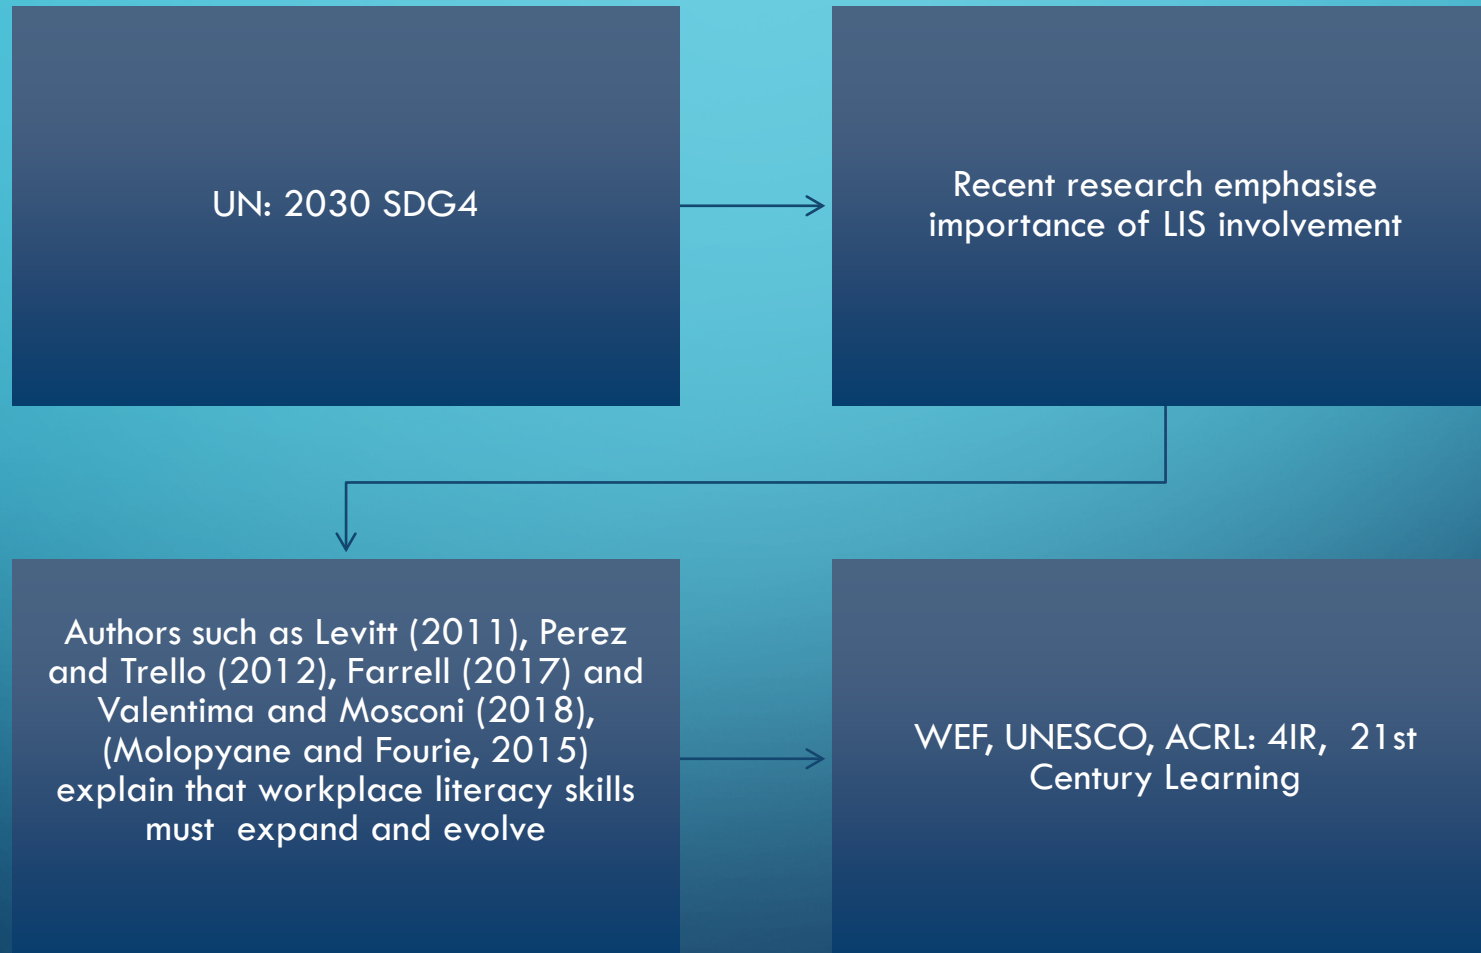 UN: 2030 SDG4
Recent research emphasise
importance of LIS involvement
Authors such as Levitt (2011), Perez
and Trello (2012), Farrell (2017) and
Valentima and Mosconi (2018),
(Molopyane and Fourie, 2015)
explain that workplace literacy skills
must  expand and evolve
WEF, UNESCO, ACRL: 4IR,  21st
Century Learning